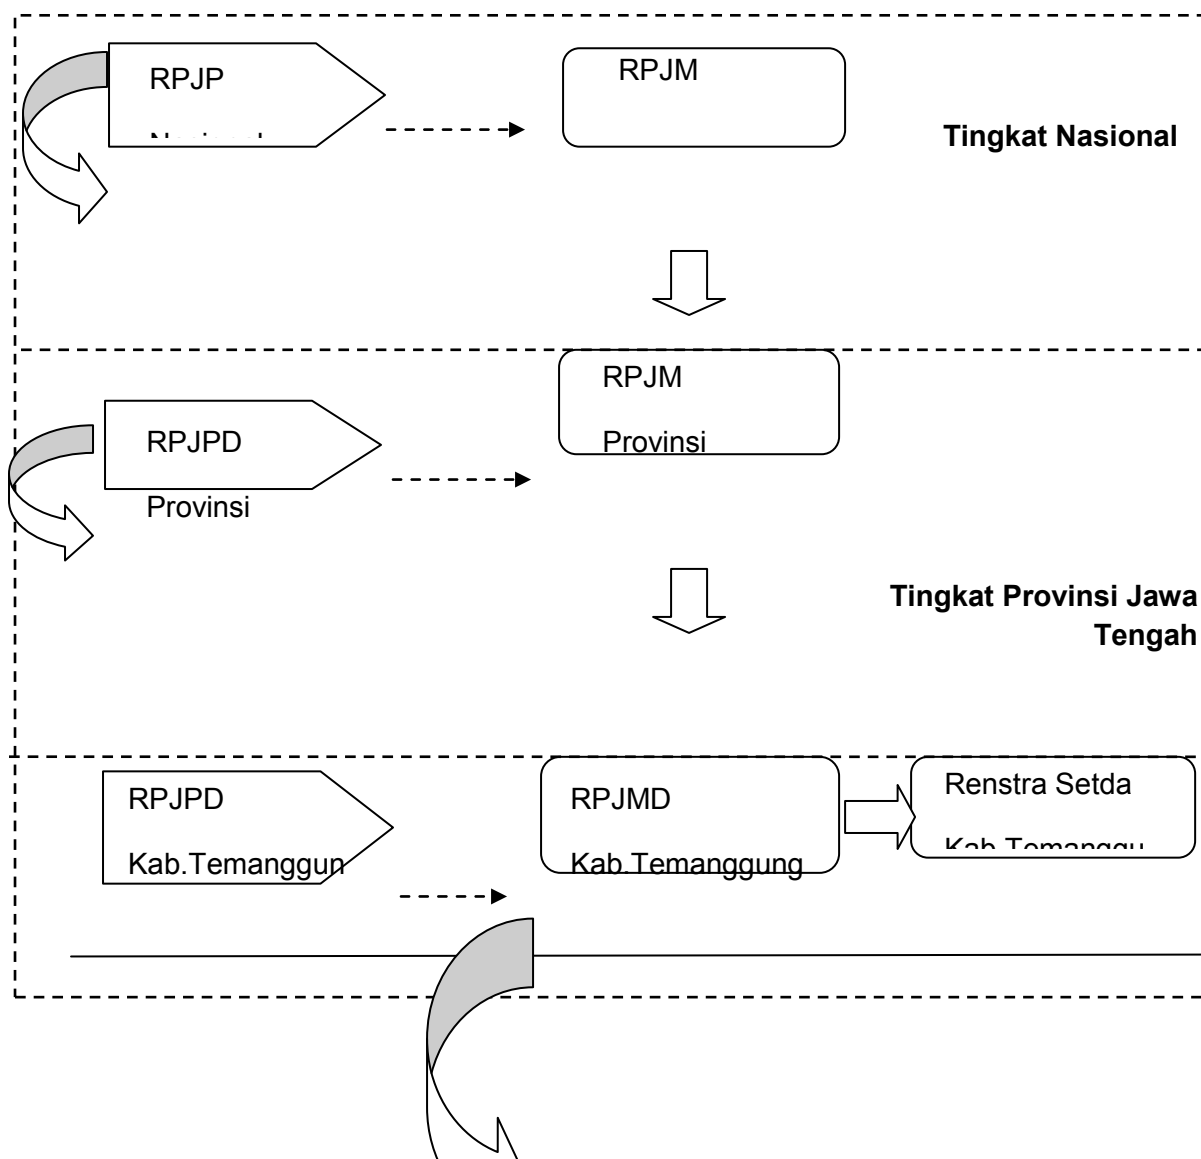 RPJP
RPJM
Tingkat Nasional
RPJM
Provinsi
RPJPD
Provinsi
Tingkat Provinsi Jawa
Tengah
RPJPD
Kab.Temanggun
RPJMD
Kab.Temanggung
Renstra Setda